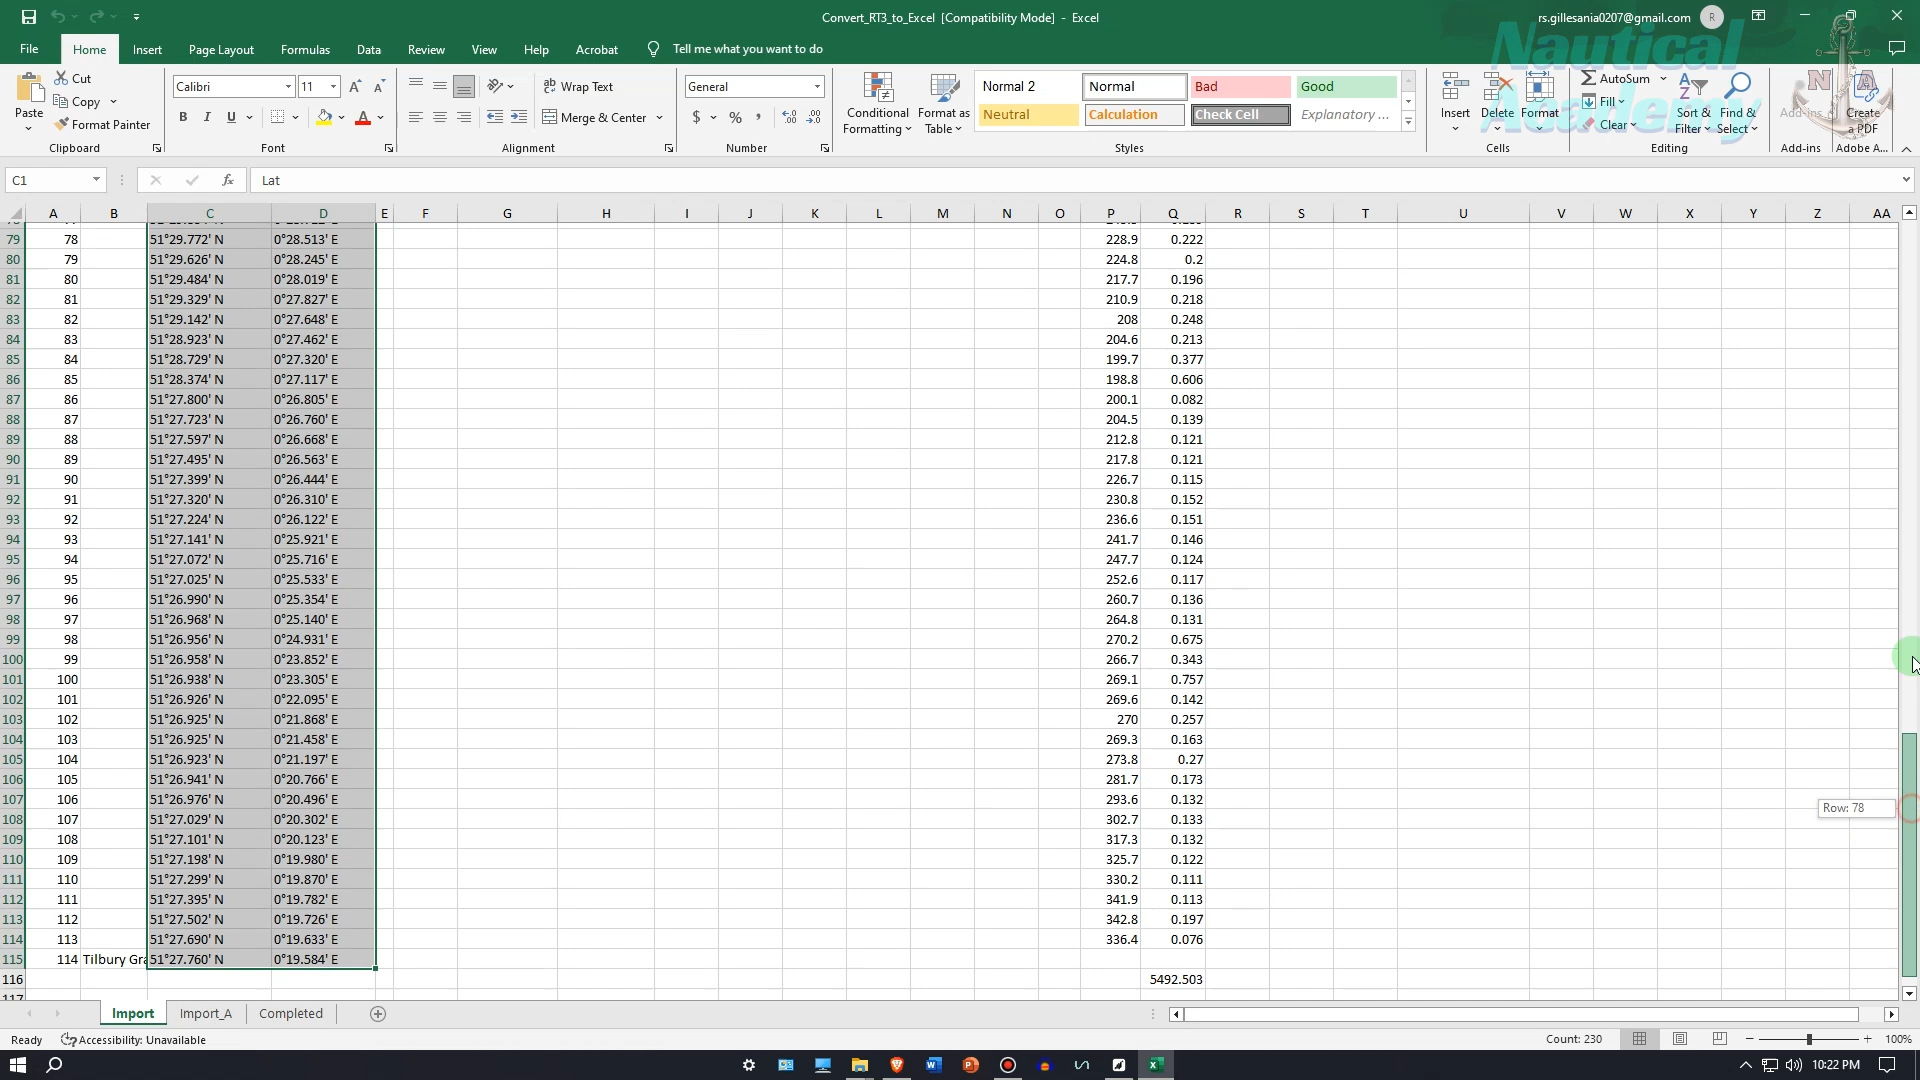 Convert_RT3_to_Excel [Compatibility Mode] - Excel
rs.gillesania0207@gmail.com R
Nautical Academy
File Home Insert Page Layout Formulas Data Review View Help Acrobat Tell me what you want to do
Paste Cut Copy Format Painter Clipboard
Calibri 11 B I U A A A Font
Wrap Text Merge & Center Alignment
General $ % , Number
Conditional Formatting Format as Table
Normal 2 Normal Bad Good
Neutral Calculation Check Cell Explanatory ...
Styles
Insert Delete Format Cells
AutoSum Fill Clear Sort & Filter Find & Select Editing
Add-ins Add-ins
Create a PDF Adobe A...
C1 fx Lat
A B C D E F G H I J K L M N O P Q R S T U V W X Y Z AA
79 78 51°29.772' N 0°28.513' E 228.9 0.222
80 79 51°29.626' N 0°28.245' E 224.8 0.2
81 80 51°29.484' N 0°28.019' E 217.7 0.196
82 81 51°29.329' N 0°27.827' E 210.9 0.218
83 82 51°29.142' N 0°27.648' E 208 0.248
84 83 51°28.923' N 0°27.462' E 204.6 0.213
85 84 51°28.729' N 0°27.320' E 199.7 0.377
86 85 51°28.374' N 0°27.117' E 198.8 0.606
87 86 51°27.800' N 0°26.805' E 200.1 0.082
88 87 51°27.723' N 0°26.760' E 204.5 0.139
89 88 51°27.597' N 0°26.668' E 212.8 0.121
90 89 51°27.495' N 0°26.563' E 217.8 0.121
91 90 51°27.399' N 0°26.444' E 226.7 0.115
92 91 51°27.320' N 0°26.310' E 230.8 0.152
93 92 51°27.224' N 0°26.122' E 236.6 0.151
94 93 51°27.141' N 0°25.921' E 241.7 0.146
95 94 51°27.072' N 0°25.716' E 247.7 0.124
96 95 51°27.025' N 0°25.533' E 252.6 0.117
97 96 51°26.990' N 0°25.354' E 260.7 0.136
98 97 51°26.968' N 0°25.140' E 264.8 0.131
99 98 51°26.956' N 0°24.931' E 270.2 0.675
100 99 51°26.958' N 0°23.852' E 266.7 0.343
101 100 51°26.938' N 0°23.305' E 269.1 0.757
102 101 51°26.926' N 0°22.095' E 269.6 0.142
103 102 51°26.925' N 0°21.868' E 270 0.257
104 103 51°26.925' N 0°21.458' E 269.3 0.163
105 104 51°26.923' N 0°21.197' E 273.8 0.27
106 105 51°26.941' N 0°20.766' E 281.7 0.173
107 106 51°26.976' N 0°20.496' E 293.6 0.132
108 107 51°27.029' N 0°20.302' E 302.7 0.133
109 108 51°27.101' N 0°20.123' E 317.3 0.132
110 109 51°27.198' N 0°19.980' E 325.7 0.122
111 110 51°27.299' N 0°19.870' E 330.2 0.111
112 111 51°27.395' N 0°19.782' E 341.9 0.113
113 112 51°27.502' N 0°19.726' E 342.8 0.197
114 113 51°27.690' N 0°19.633' E 336.4 0.076
115 114 Tilbury Gra 51°27.760' N 0°19.584' E
116 5492.503
117
Row: 78
Import Import_A Completed
Ready Accessibility: Unavailable Count: 230 100%
10:22 PM